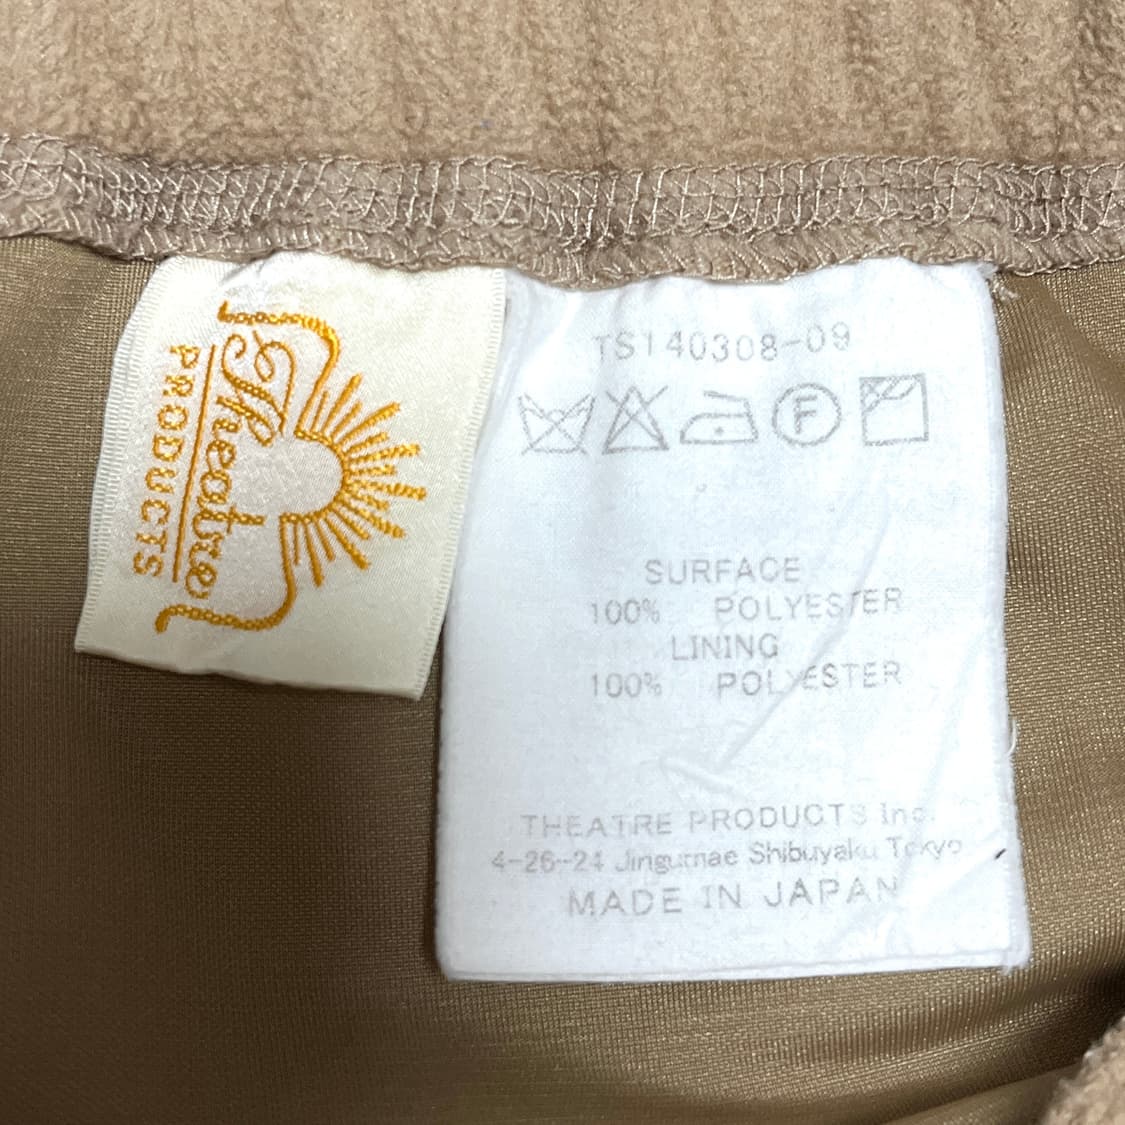 Theatre
PRODUCTS
TS140308-09
F
SURFACE
100% POLYESTER
LINING
100% POLYESTER
THEATRE PRODUCTS Inc.
4-26-24 Jingumae Shibuyaku Tokyo
MADE IN JAPAN